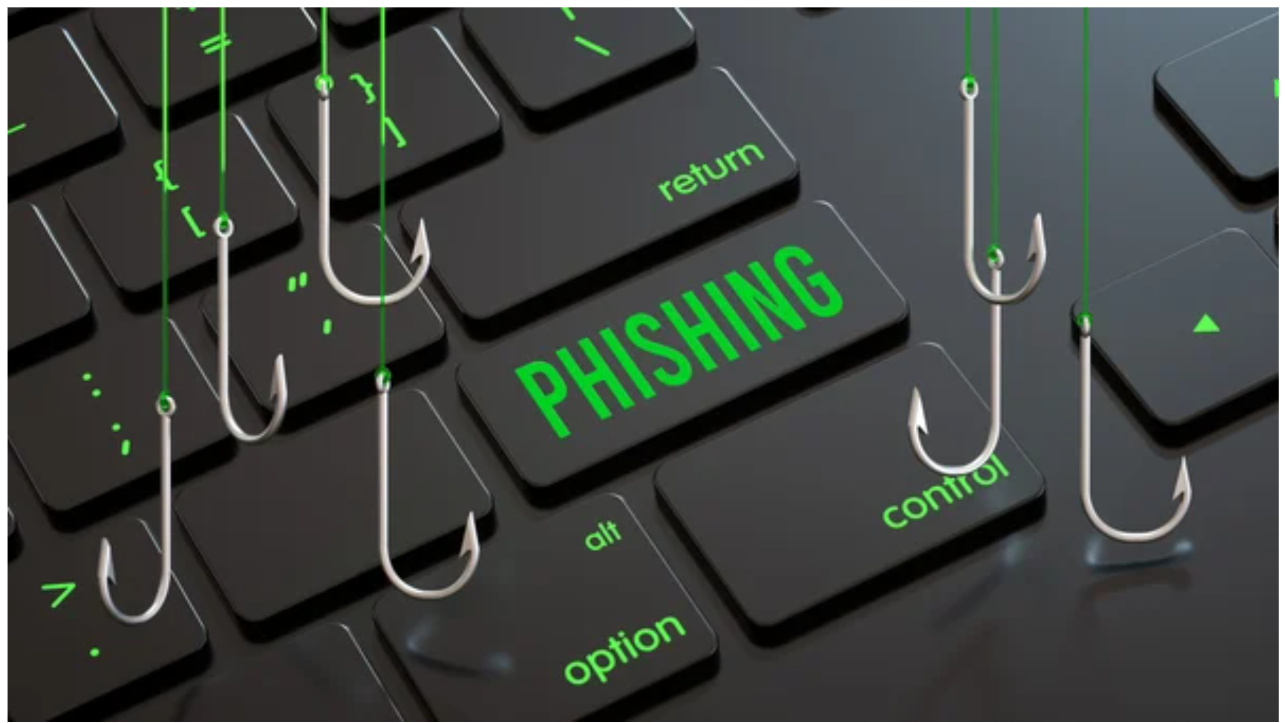 =
\
}
]
{
[
return
"
'
PHISHING
:
;
control
alt
option
>
.